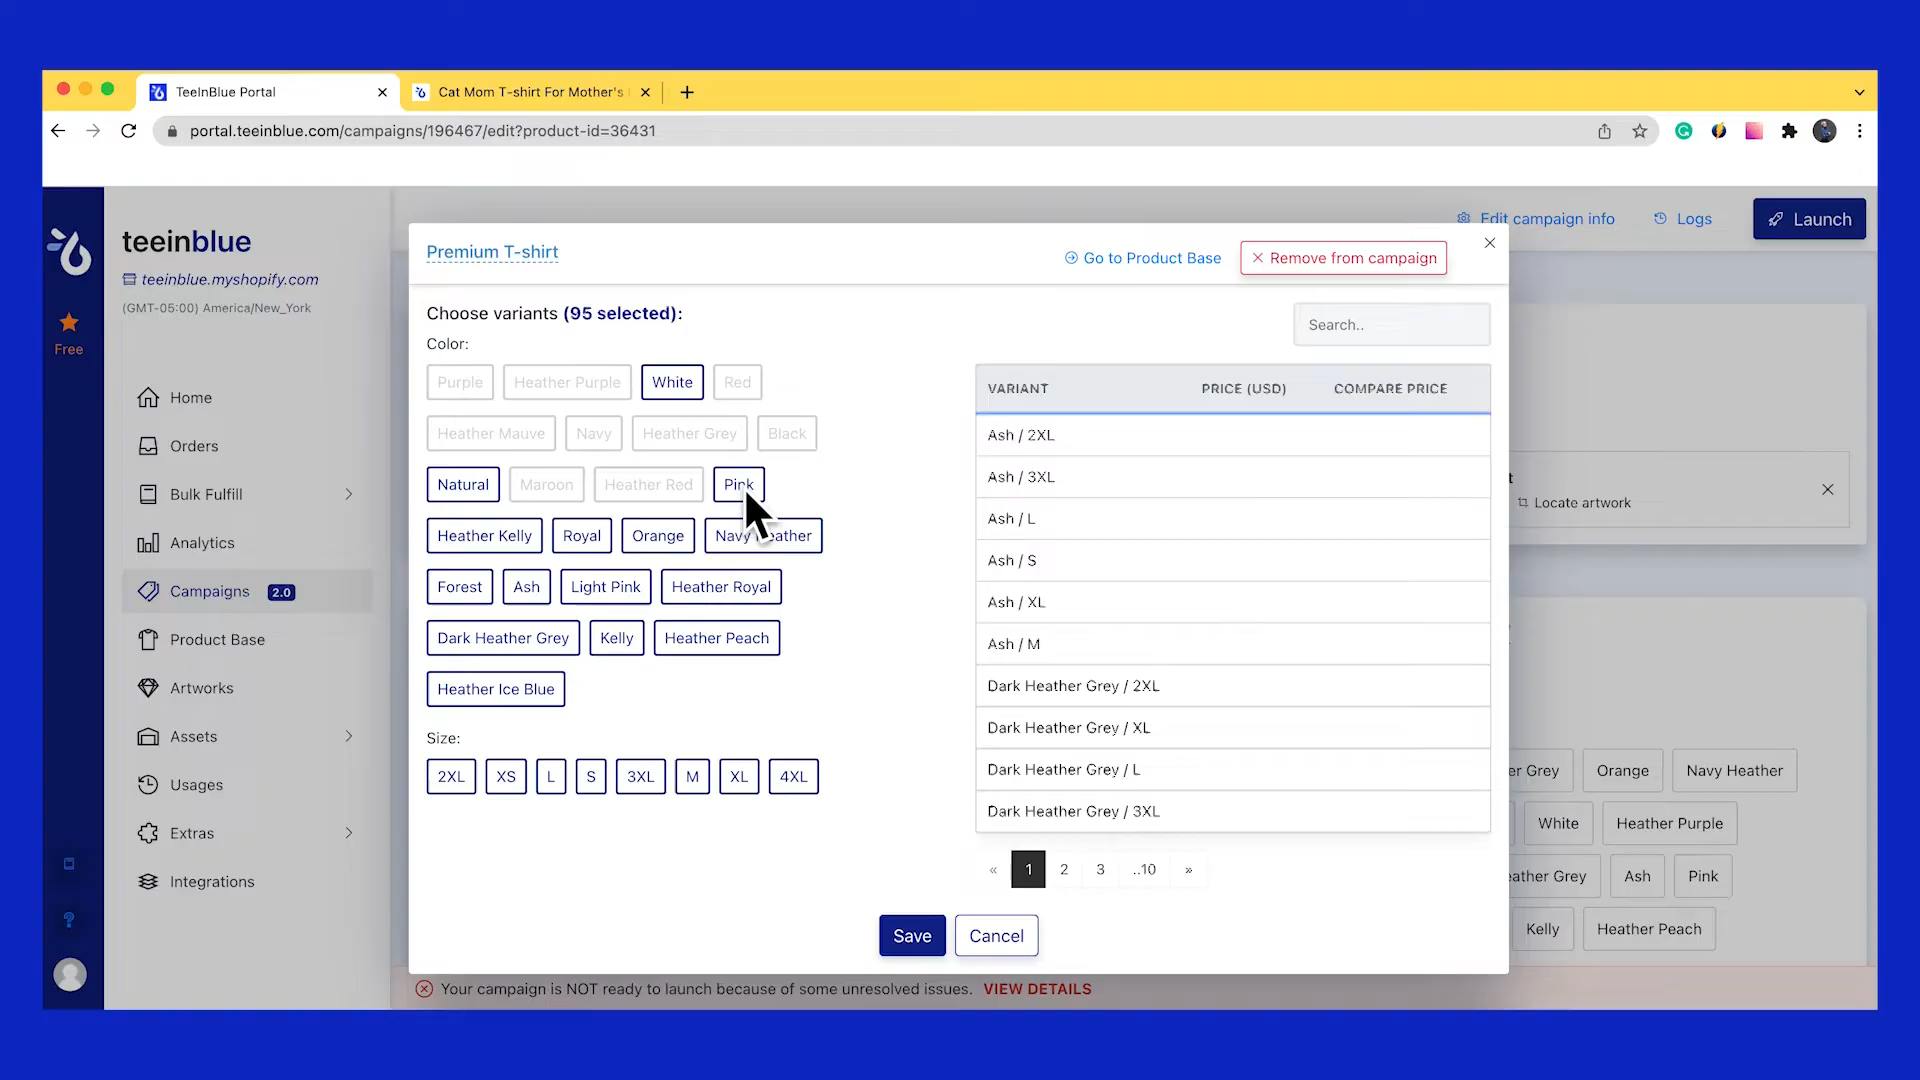 TeeInBlue Portal
Cat Mom T-shirt For Mother's
portal.teeinblue.com/campaigns/196467/edit?product-id=36431
teeinblue
teeinblue.myshopify.com
(GMT-05:00) America/New_York
Free
Home
Orders
Bulk Fulfill
Analytics
Campaigns 2.0
Product Base
Artworks
Assets
Usages
Extras
Integrations
Edit campaign info
Logs
Launch
Premium T-shirt
Go to Product Base
Remove from campaign
Choose variants (95 selected):
Color:
Purple Heather Purple White Red
Heather Mauve Navy Heather Grey Black
Natural Maroon Heather Red Pink
Heather Kelly Royal Orange Navy Heather
Forest Ash Light Pink Heather Royal
Dark Heather Grey Kelly Heather Peach
Heather Ice Blue
Size:
2XL XS L S 3XL M XL 4XL
Search..
VARIANT PRICE (USD) COMPARE PRICE
Ash / 2XL
Ash / 3XL
Ash / L
Ash / S
Ash / XL
Ash / M
Dark Heather Grey / 2XL
Dark Heather Grey / XL
Dark Heather Grey / L
Dark Heather Grey / 3XL
« 1 2 3 ..10 »
Save Cancel
t
Locate artwork
er Grey Orange Navy Heather
White Heather Purple
ather Grey Ash Pink
Kelly Heather Peach
Your campaign is NOT ready to launch because of some unresolved issues. VIEW DETAILS